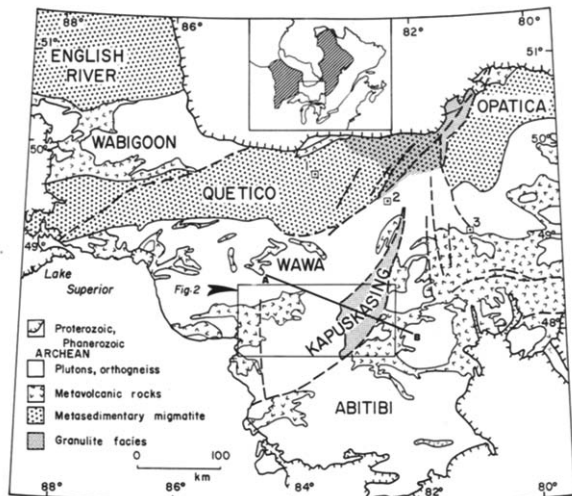 88°
86°
82°
80°
51°
51°
ENGLISH
RIVER
OPATICA
50°
50°
WABIGOON
QUETICO
2
3
49°
49°
WAWA
Lake
Superior
A
Fig.2
KAPUSKASING
B
48°
Proterozoic,
Phanerozoic
ARCHEAN
Plutons, orthogneiss
Metavolcanic rocks
Metasedimentary migmatite
Granulite facies
ABITIBI
0 100
km
88° 86° 84° 82° 80°